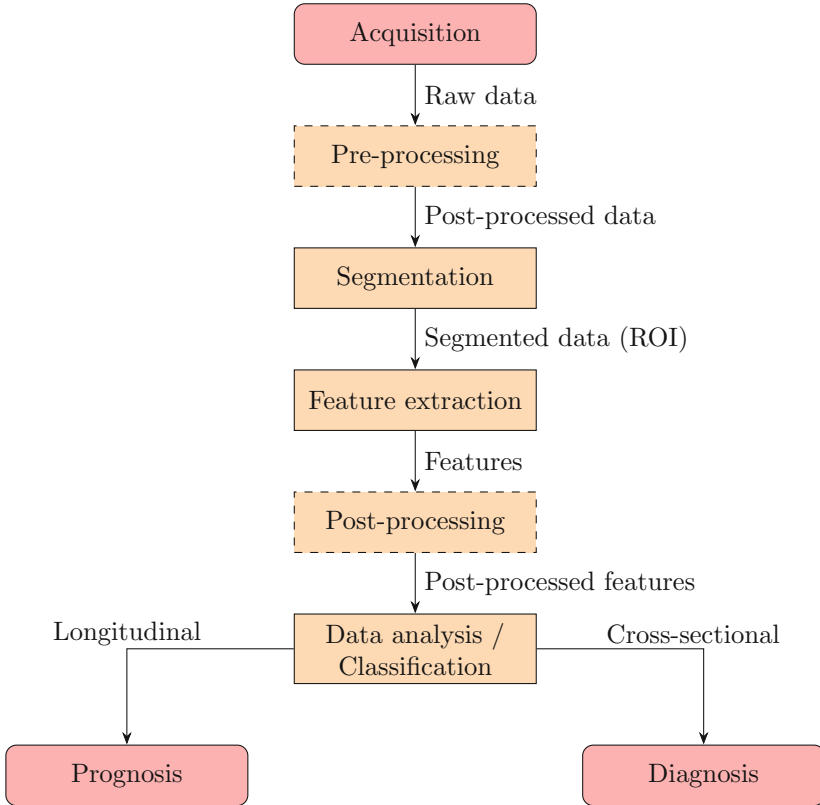 Acquisition
Raw data
Pre-processing
Post-processed data
Segmentation
Segmented data (ROI)
Feature extraction
Features
Post-processing
Post-processed features
Longitudinal
Data analysis /
Classification
Cross-sectional
Prognosis
Diagnosis